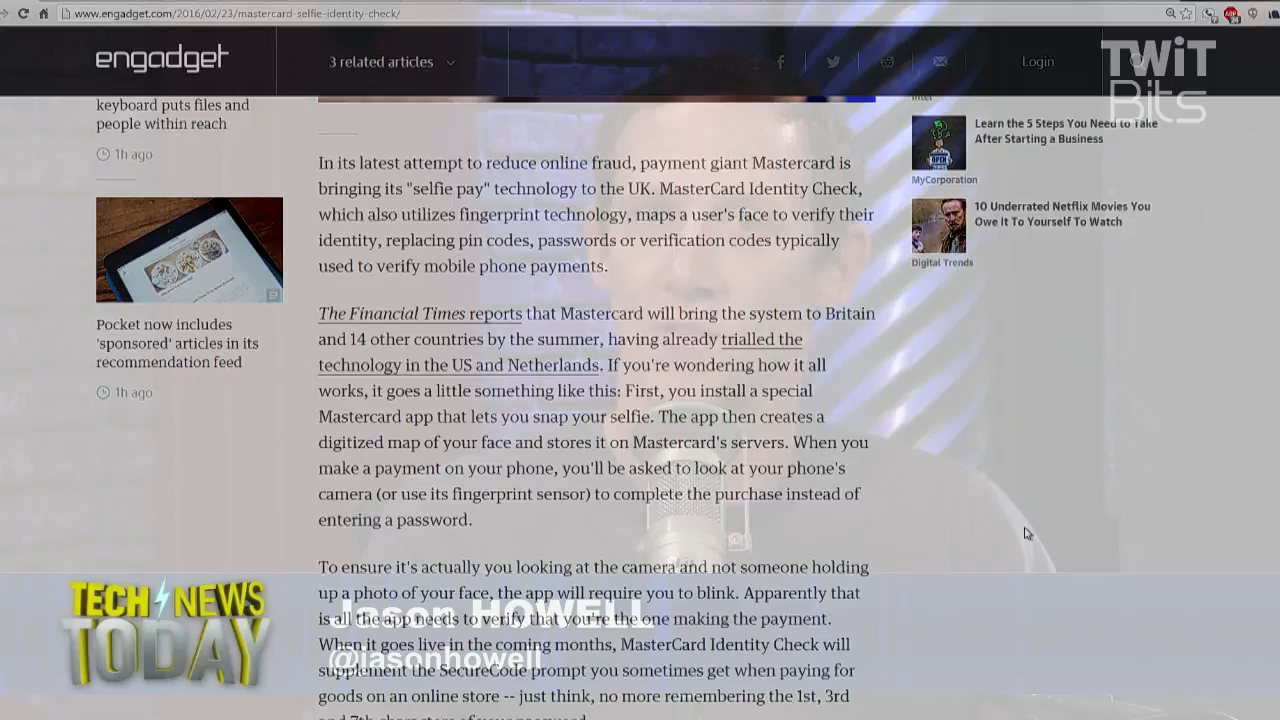 www.engadget.com/2016/02/23/mastercard-selfie-identity-check/
engadget
3 related articles
Login
TWiT
Bits
keyboard puts files and
people within reach
1h ago
Pocket now includes
'sponsored' articles in its
recommendation feed
1h ago
In its latest attempt to reduce online fraud, payment giant Mastercard is
bringing its "selfie pay" technology to the UK. MasterCard Identity Check,
which also utilizes fingerprint technology, maps a user's face to verify their
identity, replacing pin codes, passwords or verification codes typically
used to verify mobile phone payments.
The Financial Times reports that Mastercard will bring the system to Britain
and 14 other countries by the summer, having already trialled the
technology in the US and Netherlands. If you're wondering how it all
works, it goes a little something like this: First, you install a special
Mastercard app that lets you snap your selfie. The app then creates a
digitized map of your face and stores it on Mastercard's servers. When you
make a payment on your phone, you'll be asked to look at your phone's
camera (or use its fingerprint sensor) to complete the purchase instead of
entering a password.
To ensure it's actually you looking at the camera and not someone holding
up a photo of your face, the app will require you to blink. Apparently that
is all the app needs to verify that you're the one making the payment.
When it goes live in the coming months, MasterCard Identity Check will
supplement the SecureCode prompt you sometimes get when paying for
goods on an online store -- just think, no more remembering the 1st, 3rd
and 7th characters of your password.
Intel
Learn the 5 Steps You Need to Take
After Starting a Business
OPEN
MyCorporation
10 Underrated Netflix Movies You
Owe It To Yourself To Watch
Digital Trends
TECH NEWS
TODAY
Jason HOWELL
@jasonhowell